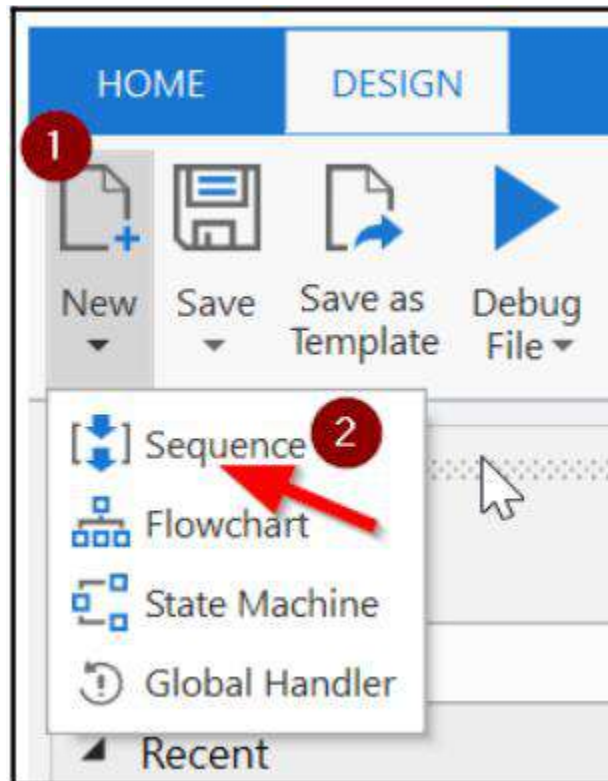 HOME DESIGN
1
New Save Save as Template Debug File
Sequence 2
Flowchart
State Machine
Global Handler
Recent